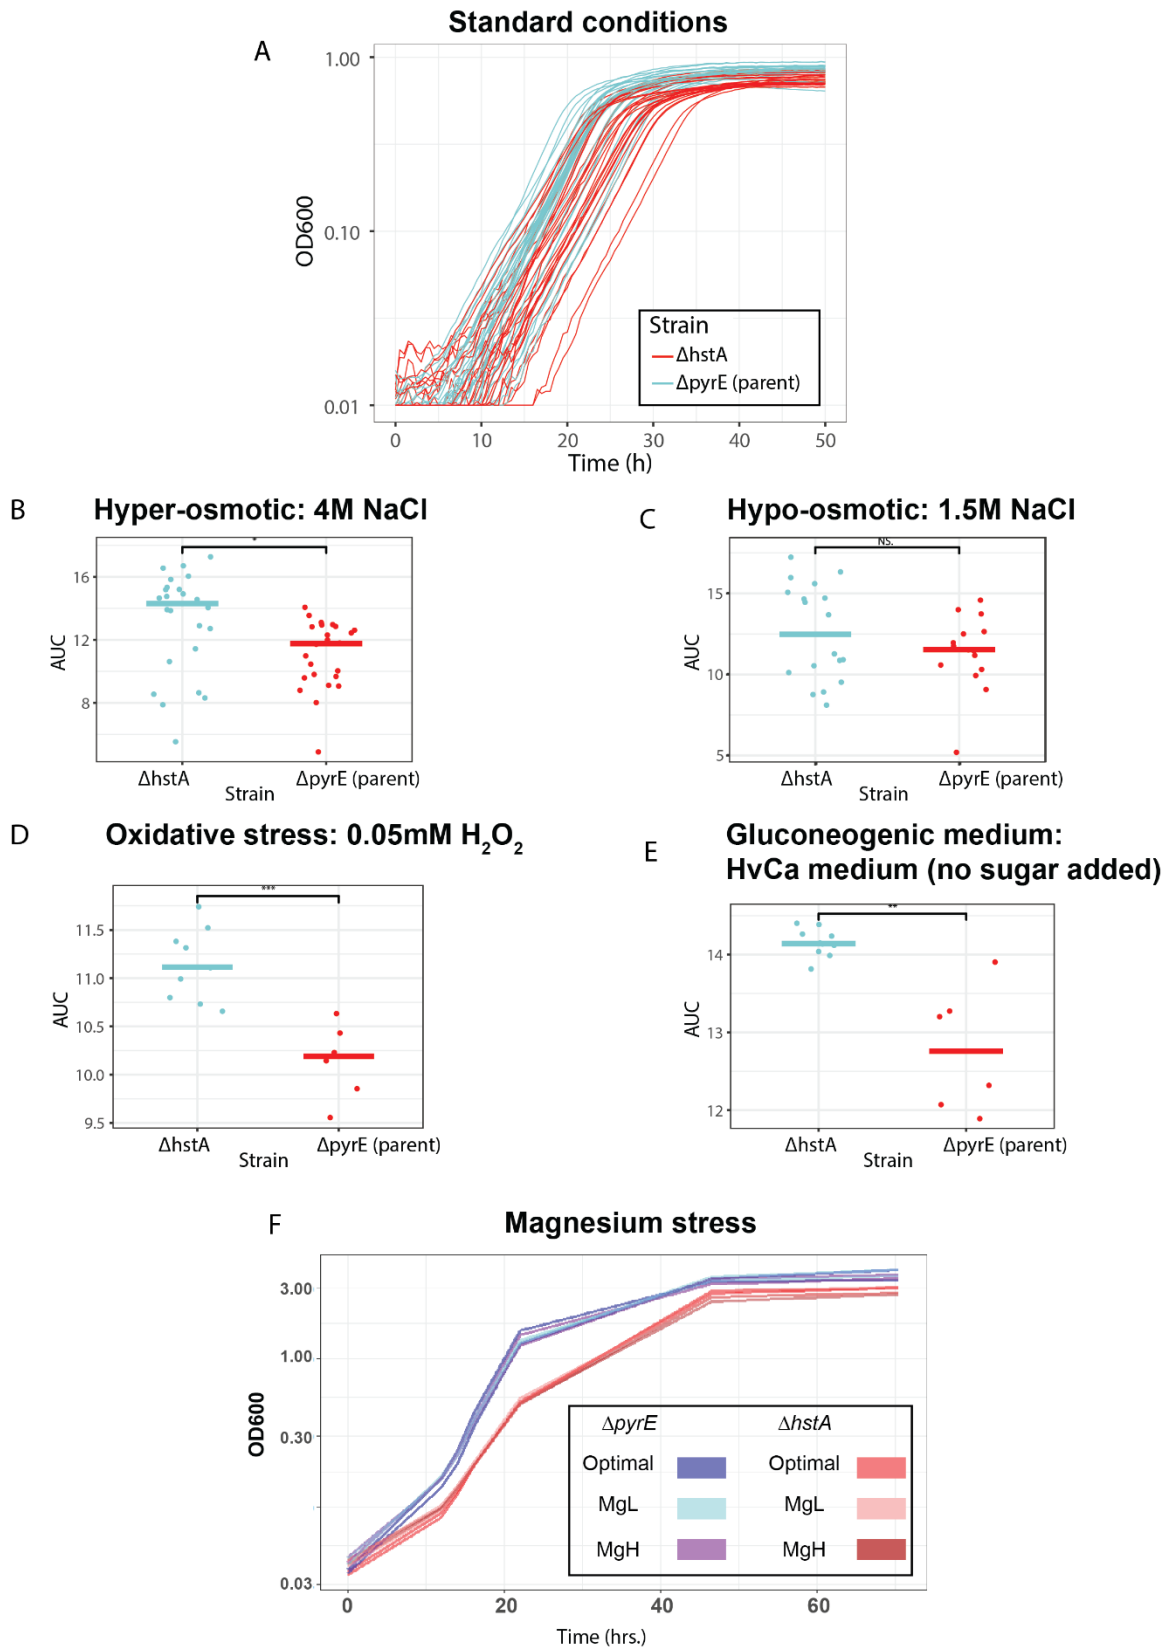 Standard conditions
A
1.00
0.10
0.01
OD600
0 10 20 30 40 50
Time (h)
Strain
ΔhstA
ΔpyrE (parent)
B
Hyper-osmotic: 4M NaCl
*
16
12
8
AUC
ΔhstA ΔpyrE (parent)
Strain
C
Hypo-osmotic: 1.5M NaCl
NS.
15
10
5
AUC
ΔhstA ΔpyrE (parent)
Strain
D
Oxidative stress: 0.05mM H₂O₂
***
11.5
11.0
10.5
10.0
9.5
AUC
ΔhstA ΔpyrE (parent)
Strain
E
Gluconeogenic medium:
HvCa medium (no sugar added)
**
14
13
12
AUC
ΔhstA ΔpyrE (parent)
Strain
F
Magnesium stress
3.00
1.00
0.30
0.03
OD600
0 20 40 60
Time (hrs.)
ΔpyrE ΔhstA
Optimal Optimal
MgL MgL
MgH MgH